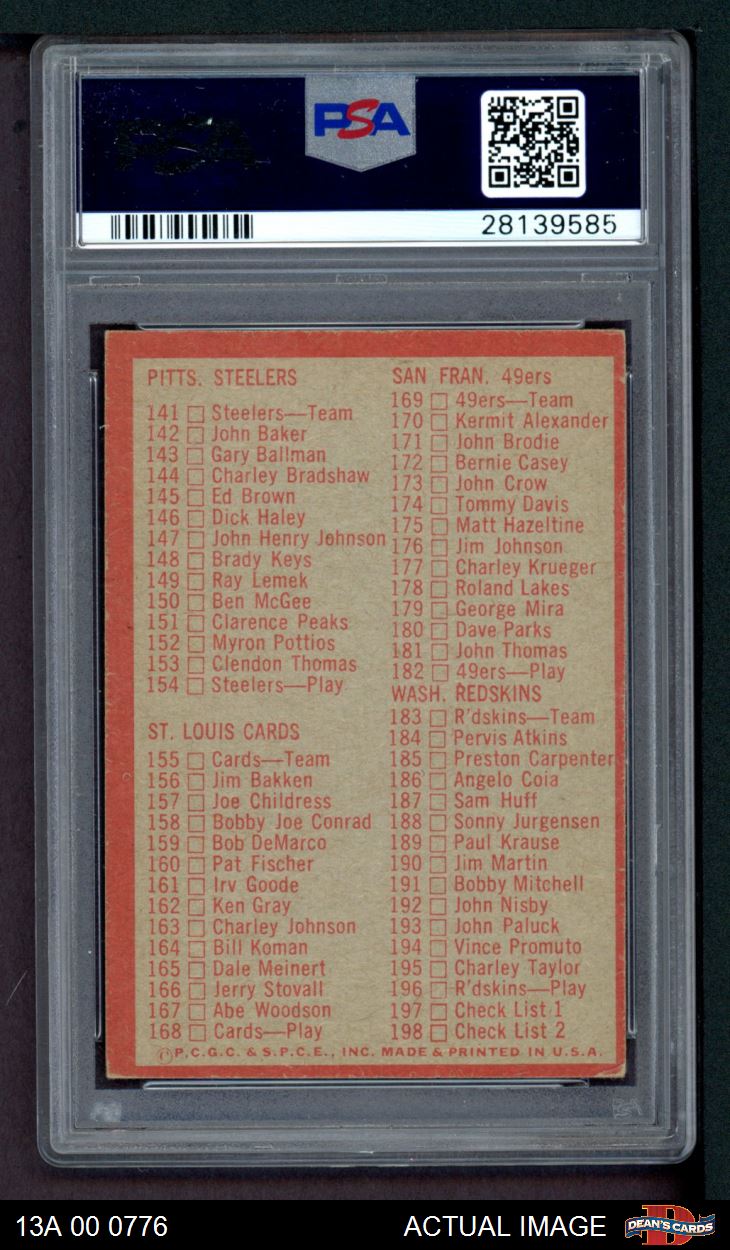 PSA
28139585
PITTS. STEELERS
141 Steelers—Team
142 John Baker
143 Gary Ballman
144 Charley Bradshaw
145 Ed Brown
146 Dick Haley
147 John Henry Johnson
148 Brady Keys
149 Ray Lemek
150 Ben McGee
151 Clarence Peaks
152 Myron Pottios
153 Clendon Thomas
154 Steelers—Play
ST. LOUIS CARDS
155 Cards—Team
156 Jim Bakken
157 Joe Childress
158 Bobby Joe Conrad
159 Bob DeMarco
160 Pat Fischer
161 Irv Goode
162 Ken Gray
163 Charley Johnson
164 Bill Koman
165 Dale Meinert
166 Jerry Stovall
167 Abe Woodson
168 Cards—Play
SAN FRAN. 49ers
169 49ers—Team
170 Kermit Alexander
171 John Brodie
172 Bernie Casey
173 John Crow
174 Tommy Davis
175 Matt Hazeltine
176 Jim Johnson
177 Charley Krueger
178 Roland Lakes
179 George Mira
180 Dave Parks
181 John Thomas
182 49ers—Play
WASH. REDSKINS
183 R'dskins—Team
184 Pervis Atkins
185 Preston Carpenter
186 Angelo Coia
187 Sam Huff
188 Sonny Jurgensen
189 Paul Krause
190 Jim Martin
191 Bobby Mitchell
192 John Nisby
193 John Paluck
194 Vince Promuto
195 Charley Taylor
196 R'dskins—Play
197 Check List 1
198 Check List 2
©P.C.G.C. & S.P.C.E., INC. MADE & PRINTED IN U.S.A.
13A 00 0776
ACTUAL IMAGE
DEAN'S CARDS